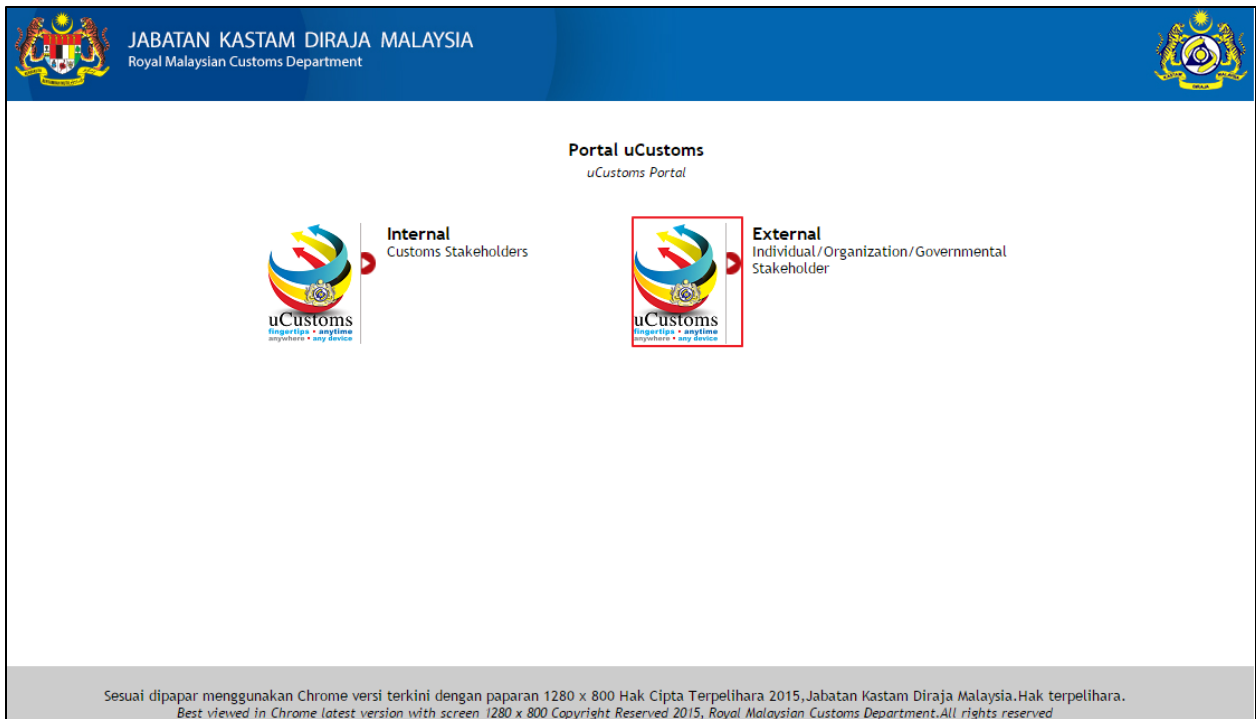 JABATAN KASTAM DIRAJA MALAYSIA
Royal Malaysian Customs Department
Portal uCustoms
uCustoms Portal
Internal
Customs Stakeholders
uCustoms
fingertips • anytime
anywhere • any device
External
Individual/Organization/Governmental
Stakeholder
uCustoms
fingertips • anytime
anywhere • any device
Sesuai dipapar menggunakan Chrome versi terkini dengan paparan 1280 x 800 Hak Cipta Terpelihara 2015,Jabatan Kastam Diraja Malaysia.Hak terpelihara.
Best viewed in Chrome latest version with screen 1280 x 800 Copyright Reserved 2015, Royal Malaysian Customs Department.All rights reserved